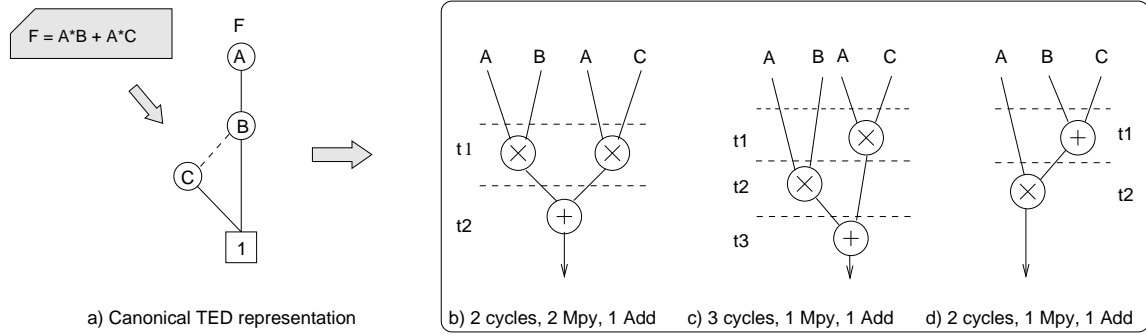 F = A*B + A*C
F
A
B
C
1
a) Canonical TED representation
A B A C
t1
× ×
t2
+
b) 2 cycles, 2 Mpy, 1 Add
A B A C
t1
×
t2
×
t3
+
c) 3 cycles, 1 Mpy, 1 Add
A B C
t1
+
t2
×
d) 2 cycles, 1 Mpy, 1 Add